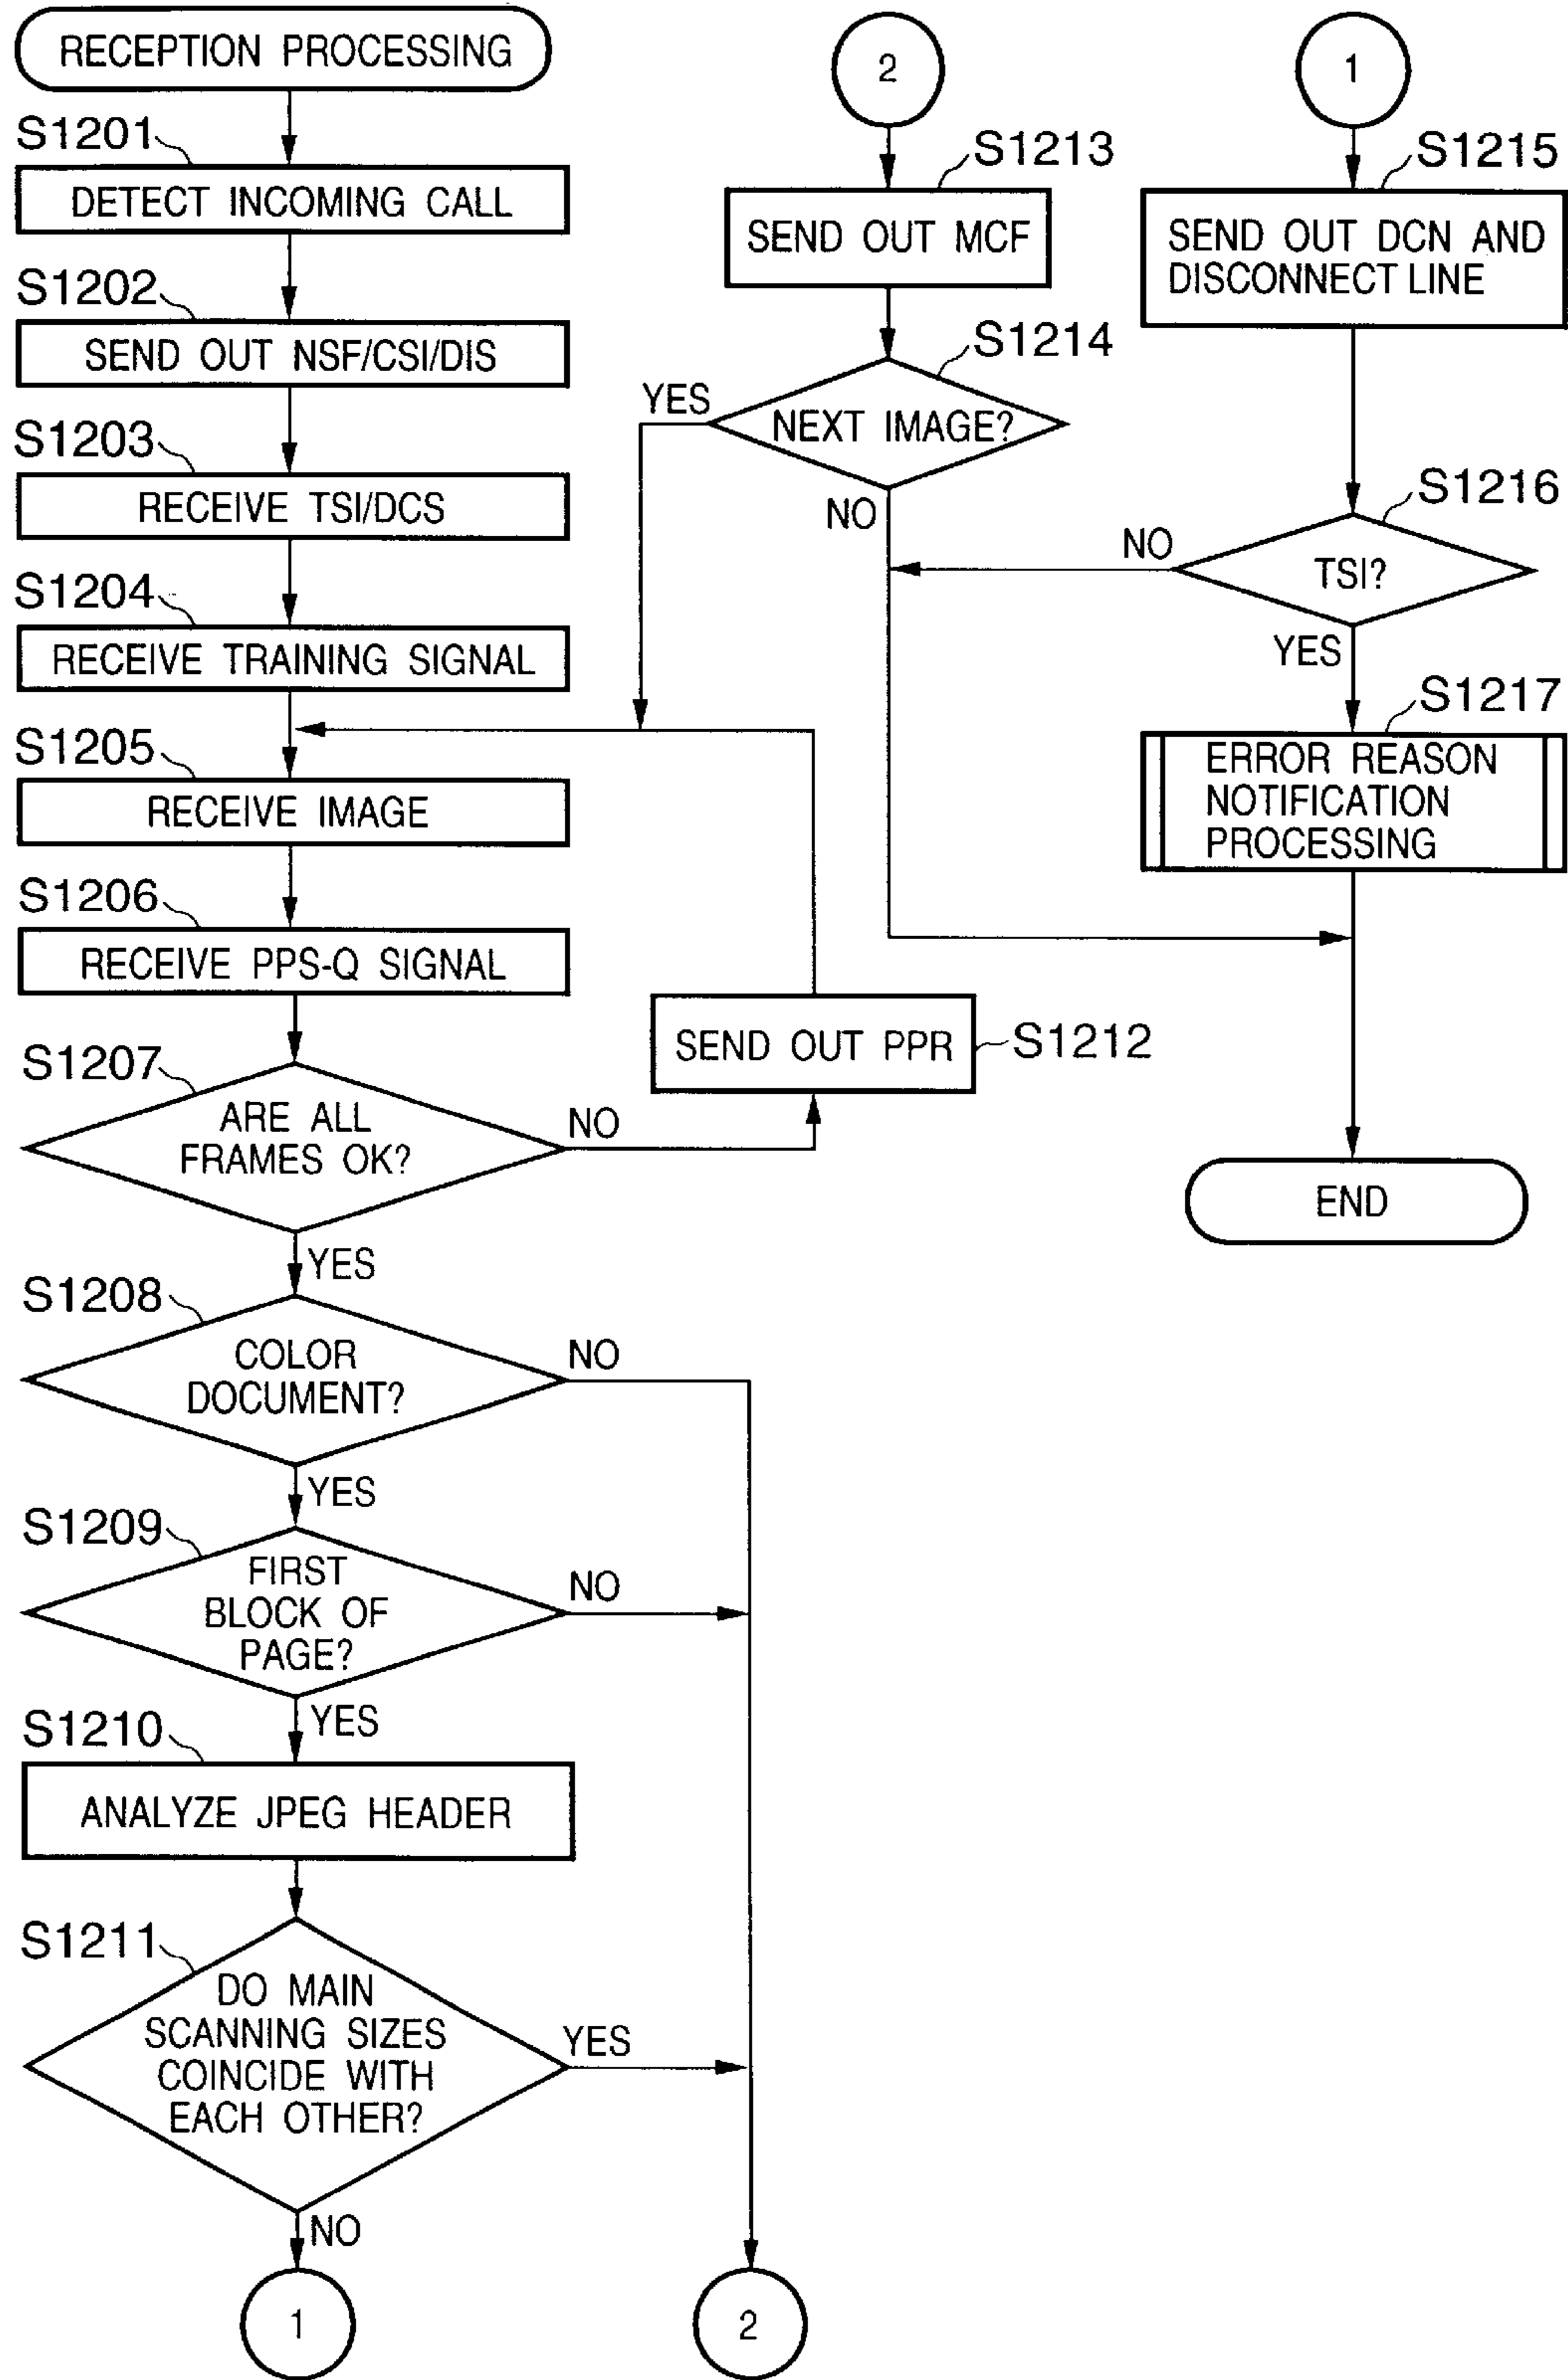 RECEPTION PROCESSING
S1201
DETECT INCOMING CALL
S1202
SEND OUT NSF/CSI/DIS
S1203
RECEIVE TSI/DCS
S1204
RECEIVE TRAINING SIGNAL
S1205
RECEIVE IMAGE
S1206
RECEIVE PPS-Q SIGNAL
S1207
ARE ALL
FRAMES OK?
NO
YES
S1208
COLOR
DOCUMENT?
NO
YES
S1209
FIRST
BLOCK OF
PAGE?
NO
YES
S1210
ANALYZE JPEG HEADER
S1211
DO MAIN
SCANNING SIZES
COINCIDE WITH
EACH OTHER?
YES
NO
1
2
2
S1213
SEND OUT MCF
S1214
NEXT IMAGE?
YES
NO
SEND OUT PPR
S1212
1
S1215
SEND OUT DCN AND
DISCONNECT LINE
S1216
TSI?
NO
YES
S1217
ERROR REASON
NOTIFICATION
PROCESSING
END